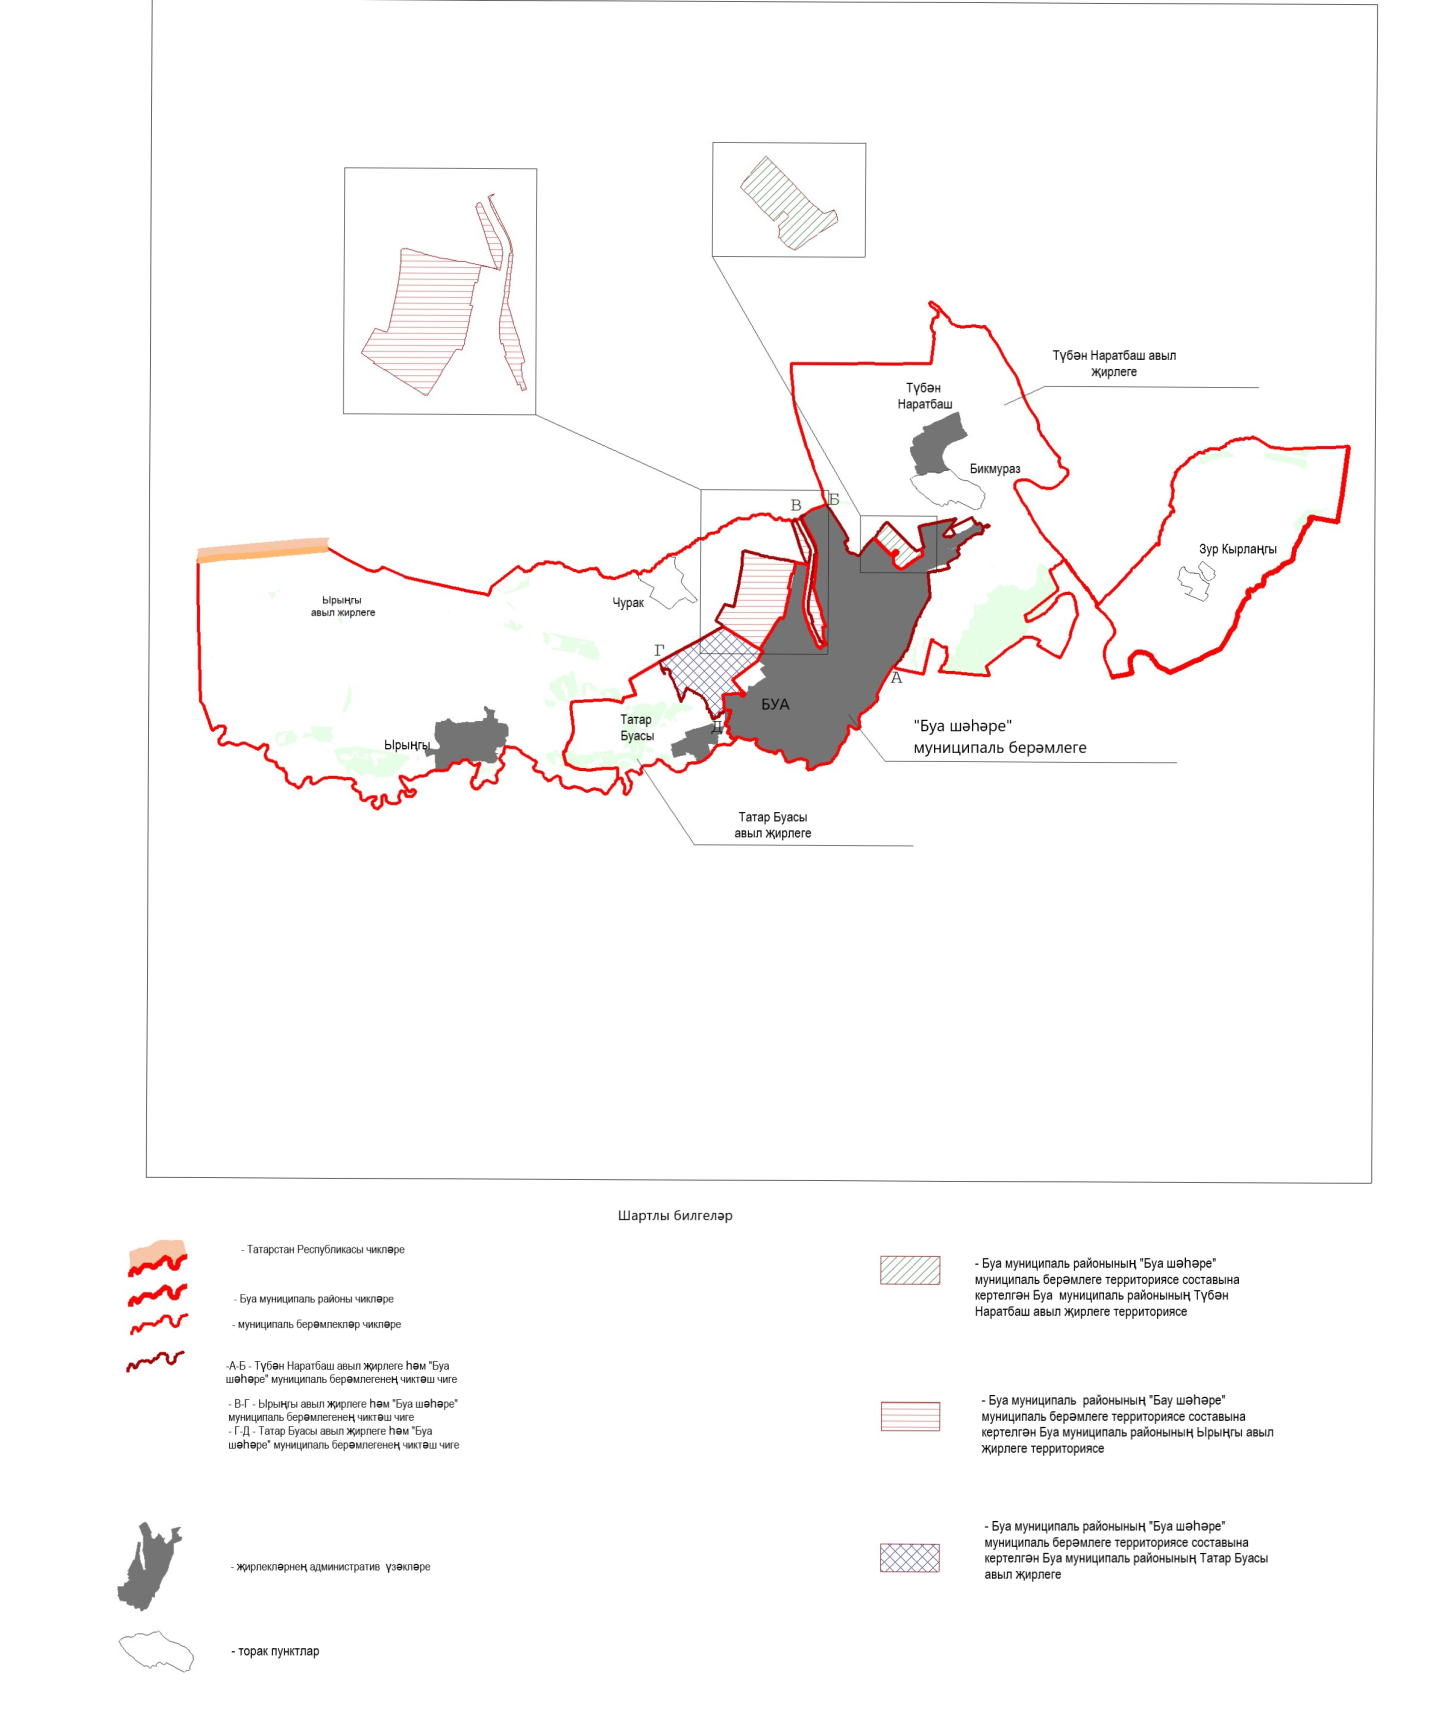 Түбән Наратбаш авыл
җирлеге
Түбән
Наратбаш
Бикмураз
В
Б
Зур Кырлаңгы
Ырыңгы
авыл жирлеге
Чурак
Г
А
БУА
Татар
Буасы
Д
"Буа шәһәре"
муниципаль берәмлеге
Ырыңгы
Татар Буасы
авыл җирлеге
Шартлы билгеләр
- Татарстан Республикасы чикләре
- Буа муниципаль районы чикләре
- муниципаль берәмлекләр чикләре
-А-Б - Түбән Наратбаш авыл җирлеге һәм "Буа
шәһәре" муниципаль берәмлегенең чиктәш чиге
- В-Г - Ырыңгы авыл җирлеге һәм "Буа шәһәре"
муниципаль берәмлегенең чиктәш чиге
- Г-Д - Татар Буасы авыл җирлеге һәм "Буа
шәһәре" муниципаль берәмлегенең чиктәш чиге
- җирлекләрнең административ үзәкләре
- торак пунктлар
- Буа муниципаль районының "Буа шәһәре"
муниципаль берәмлеге территориясе составына
кертелгән Буа муниципаль районының Түбән
Наратбаш авыл җирлеге территориясе
- Буа муниципаль районының "Бау шәһәре"
муниципаль берәмлеге территориясе составына
кертелгән Буа муниципаль районының Ырыңгы авыл
җирлеге территориясе
- Буа муниципаль районының "Буа шәһәре"
муниципаль берәмлеге территориясе составына
кертелгән Буа муниципаль районының Татар Буасы
авыл җирлеге